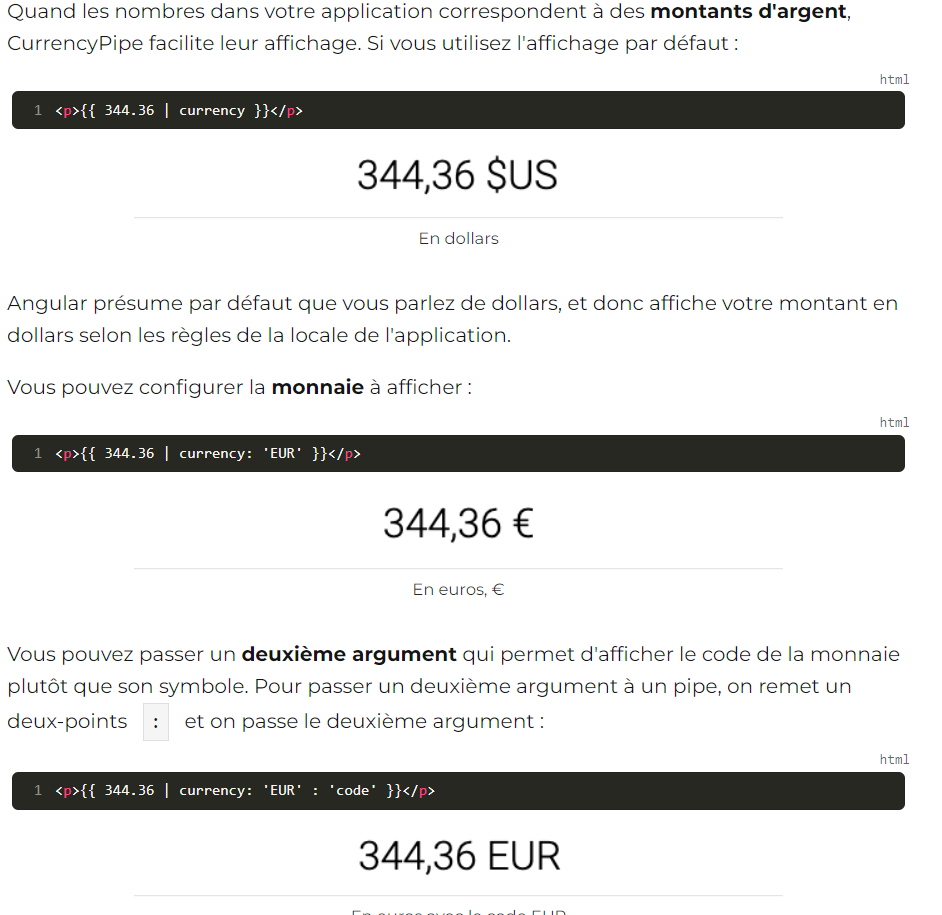 Quand les nombres dans votre application correspondent à des montants d'argent,
CurrencyPipe facilite leur affichage. Si vous utilisez l'affichage par défaut :
html
1 <p>{{ 344.36 | currency }}</p>
344,36 $US
En dollars
Angular présume par défaut que vous parlez de dollars, et donc affiche votre montant en
dollars selon les règles de la locale de l'application.
Vous pouvez configurer la monnaie à afficher :
html
1 <p>{{ 344.36 | currency: 'EUR' }}</p>
344,36 €
En euros, €
Vous pouvez passer un deuxième argument qui permet d'afficher le code de la monnaie
plutôt que son symbole. Pour passer un deuxième argument à un pipe, on remet un
deux-points : et on passe le deuxième argument :
html
1 <p>{{ 344.36 | currency: 'EUR' : 'code' }}</p>
344,36 EUR
En euros avec le code EUR